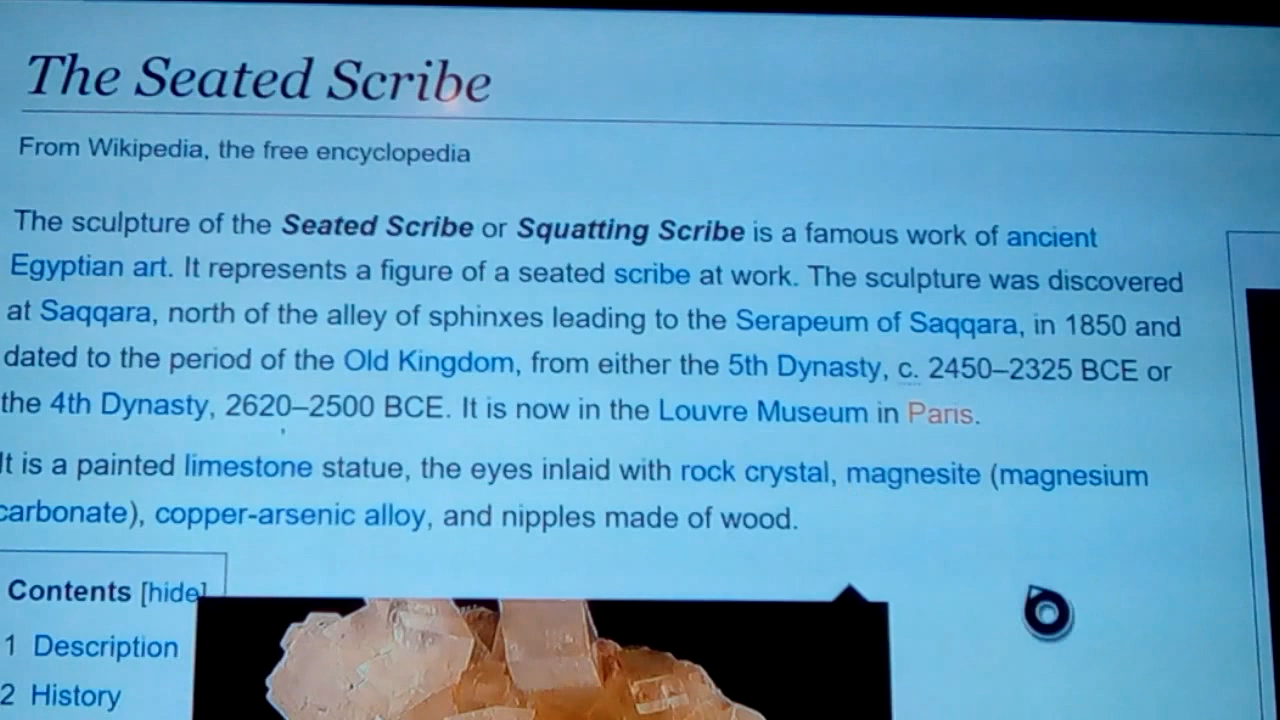 The Seated Scribe
From Wikipedia, the free encyclopedia
The sculpture of the Seated Scribe or Squatting Scribe is a famous work of ancient
Egyptian art. It represents a figure of a seated scribe at work. The sculpture was discovered
at Saqqara, north of the alley of sphinxes leading to the Serapeum of Saqqara, in 1850 and
dated to the period of the Old Kingdom, from either the 5th Dynasty, c. 2450–2325 BCE or
the 4th Dynasty, 2620–2500 BCE. It is now in the Louvre Museum in Paris.
It is a painted limestone statue, the eyes inlaid with rock crystal, magnesite (magnesium
carbonate), copper-arsenic alloy, and nipples made of wood.
Contents [hide]
1 Description
2 History